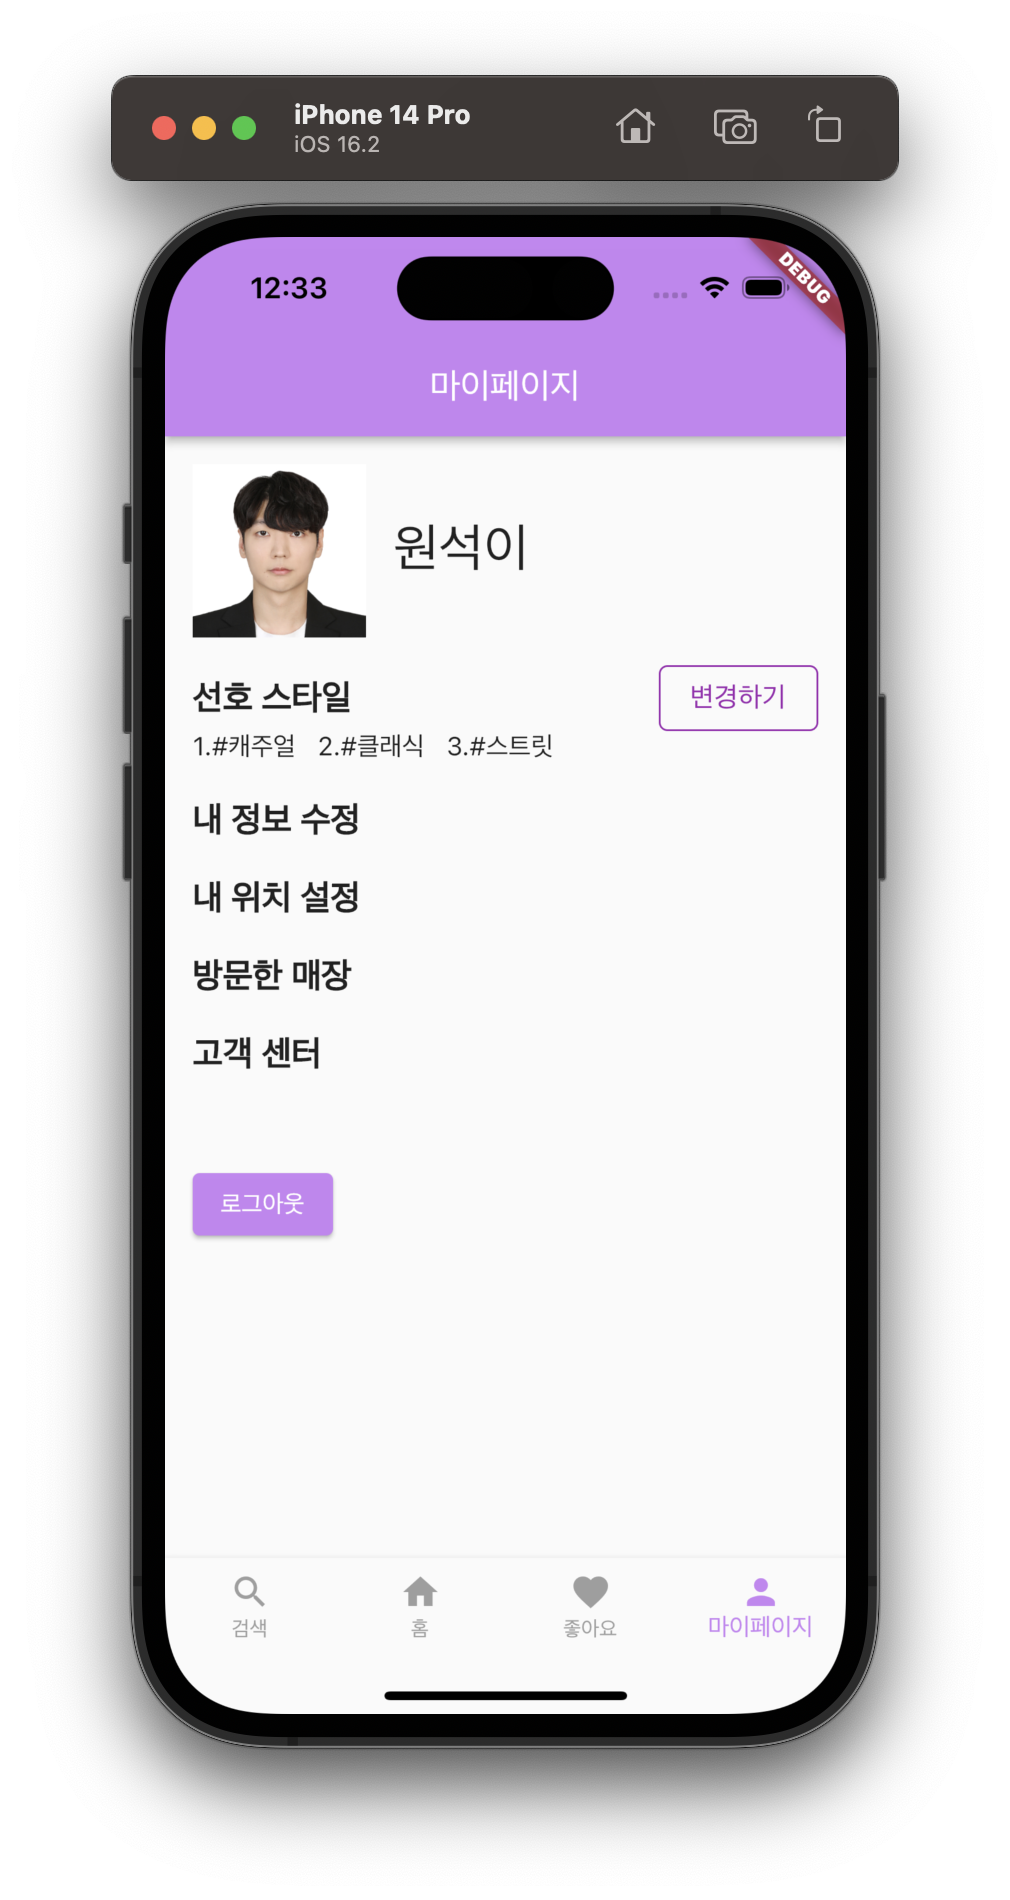 iPhone 14 Pro
iOS 16.2
12:33
DEBUG
마이페이지
원석이
선호 스타일
변경하기
1.#캐주얼 2.#클래식 3.#스트릿
내 정보 수정
내 위치 설정
방문한 매장
고객 센터
로그아웃
검색 홈 좋아요 마이페이지